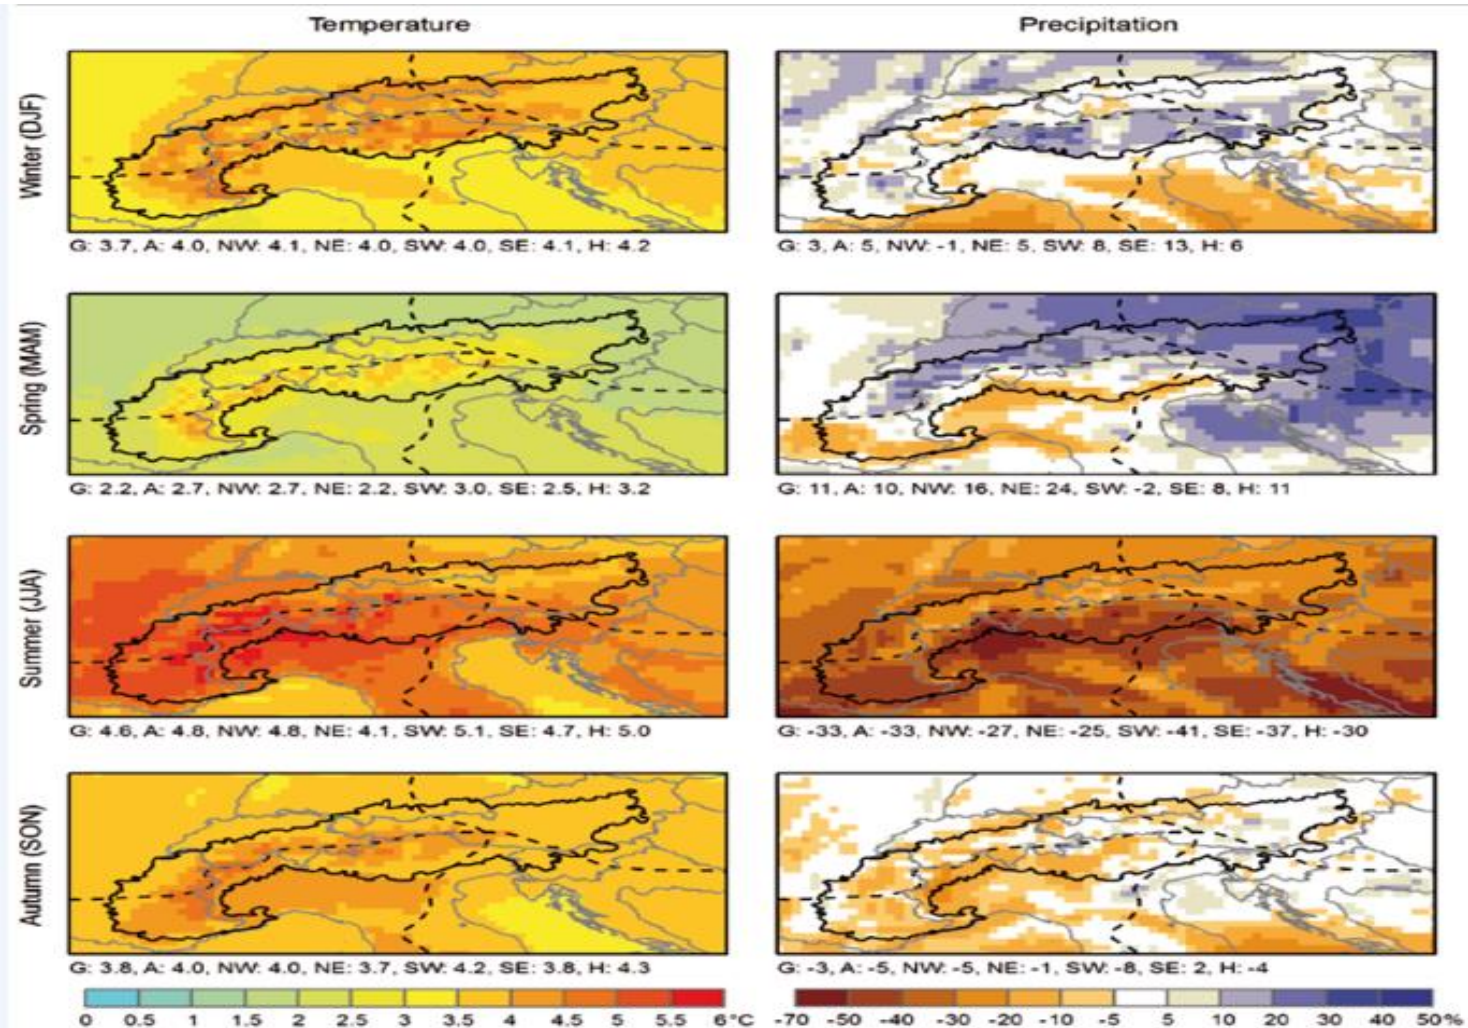 Temperature
Precipitation
Winter (DJF)
G: 3.7, A: 4.0, NW: 4.1, NE: 4.0, SW: 4.0, SE: 4.1, H: 4.2
G: 3, A: 5, NW: -1, NE: 5, SW: 8, SE: 13, H: 6
Spring (MAM)
G: 2.2, A: 2.7, NW: 2.7, NE: 2.2, SW: 3.0, SE: 2.5, H: 3.2
G: 11, A: 10, NW: 16, NE: 24, SW: -2, SE: 8, H: 11
Summer (JJA)
G: 4.6, A: 4.8, NW: 4.8, NE: 4.1, SW: 5.1, SE: 4.7, H: 5.0
G: -33, A: -33, NW: -27, NE: -25, SW: -41, SE: -37, H: -30
Autumn (SON)
G: 3.8, A: 4.0, NW: 4.0, NE: 3.7, SW: 4.2, SE: 3.8, H: 4.3
G: -3, A: -5, NW: -5, NE: -1, SW: -8, SE: 2, H: -4
0 0.5 1 1.5 2 2.5 3 3.5 4 4.5 5 5.5 6°C
-70 -50 -40 -30 -20 -10 -5 5 10 20 30 40 50%